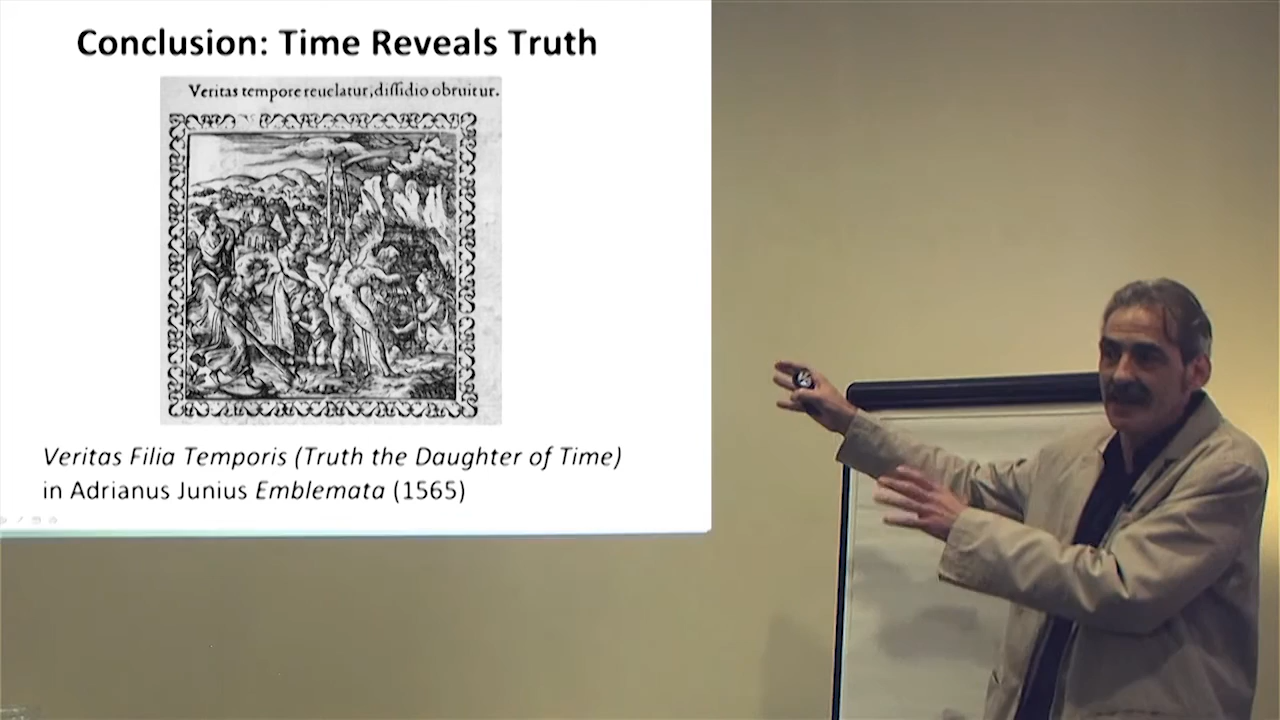 Conclusion: Time Reveals Truth
Veritas tempore reuelatur, dissidio obruitur.
Veritas Filia Temporis (Truth the Daughter of Time)
in Adrianus Junius Emblemata (1565)